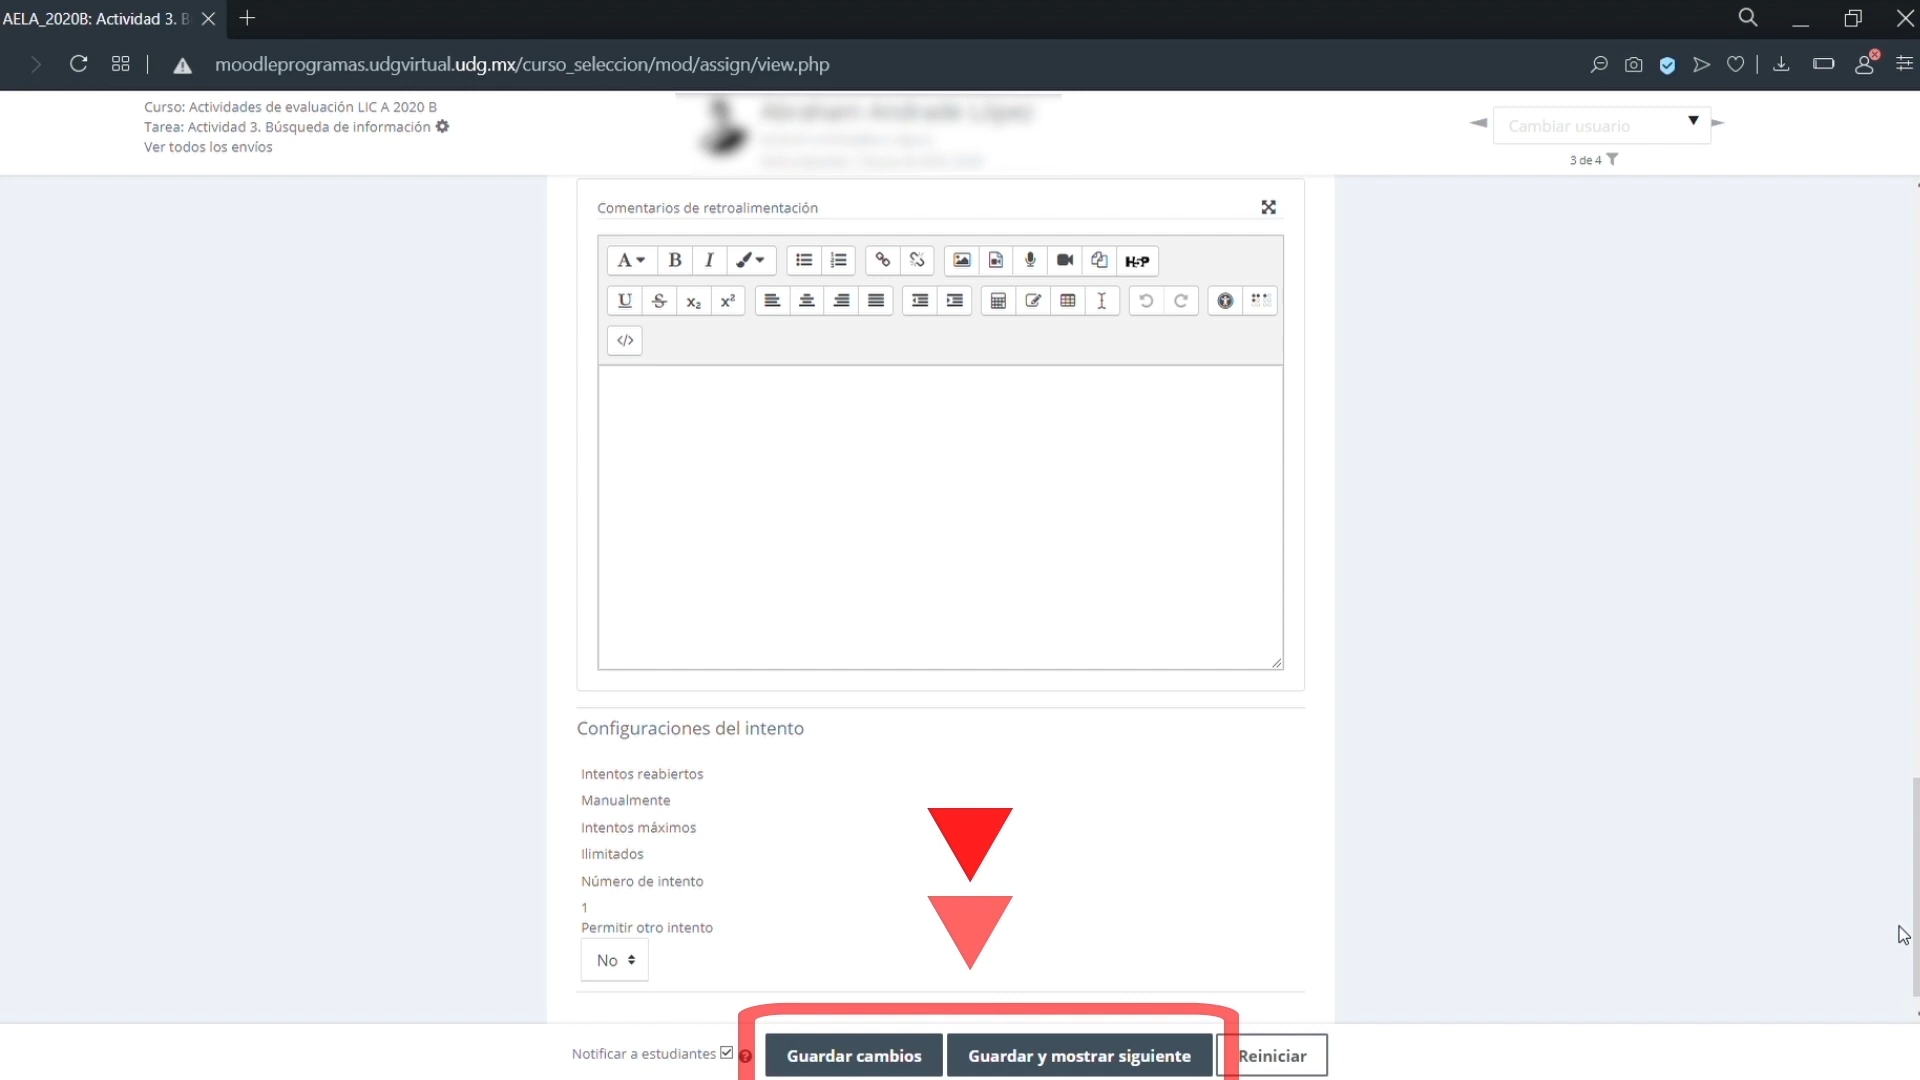 AELA_2020B: Actividad 3. B
moodleprogramas.udgvirtual.udg.mx/curso_seleccion/mod/assign/view.php
Curso: Actividades de evaluación LIC A 2020 B
Tarea: Actividad 3. Búsqueda de información
Ver todos los envíos
Cambiar usuario
3 de 4
Comentarios de retroalimentación
H5P
Configuraciones del intento
Intentos reabiertos
Manualmente
Intentos máximos
Ilimitados
Número de intento
1
Permitir otro intento
No
Notificar a estudiantes
Guardar cambios
Guardar y mostrar siguiente
Reiniciar